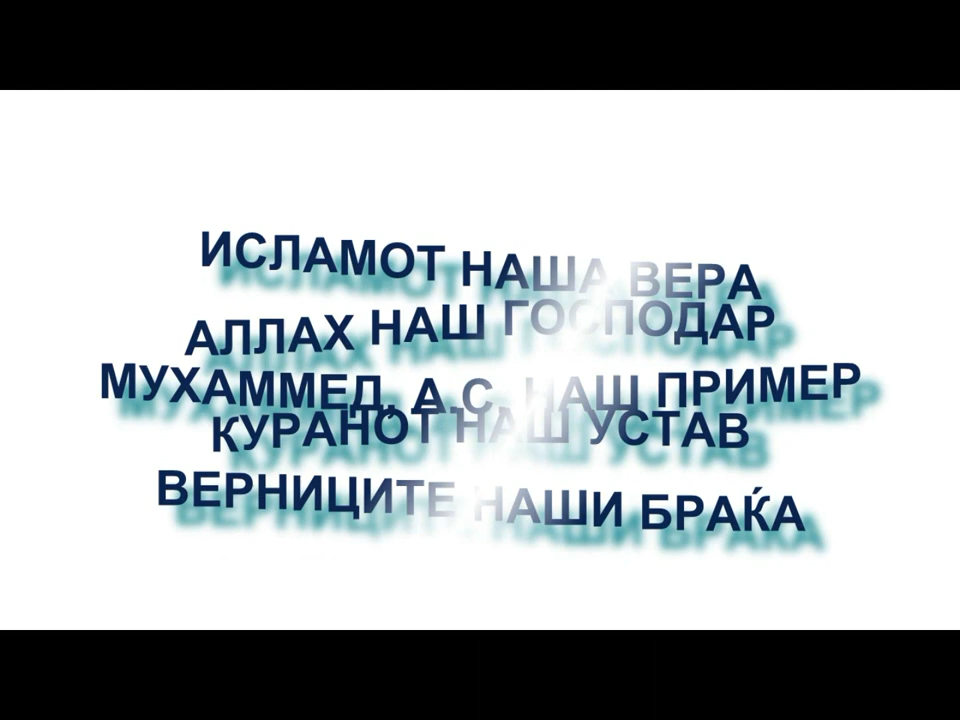 ИСЛАМОТ НАША ВЕРА
АЛЛАХ НАШ ГОСПОДАР
МУХАММЕД, А.С. НАШ ПРИМЕР
КУРАНОТ НАШ УСТАВ
ВЕРНИЦИТЕ НАШИ БРАЌА